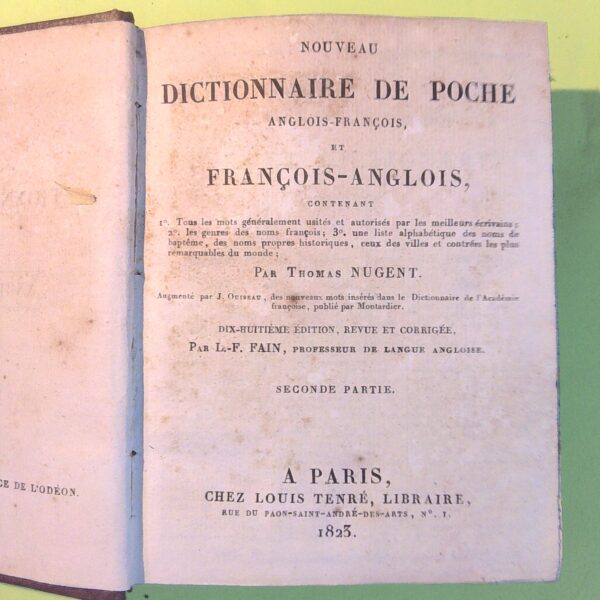 CE DE L'ODÉON.
NOUVEAU
DICTIONNAIRE DE POCHE
ANGLOIS-FRANÇOIS,
ET
FRANÇOIS-ANGLOIS,
CONTENANT
1º. Tous les mots généralement usités et autorisés par les meilleurs écrivains;
2º. les genres des noms françois; 3º. une liste alphabétique des noms de
baptême, des noms propres historiques, ceux des villes et contrées les plus
remarquables du monde;
PAR THOMAS NUGENT.
Augmenté par J. OUISEAU, des nouveaux mots insérés dans le Dictionnaire de l'Académie
françoise, publié par Moutardier.
DIX-HUITIÈME ÉDITION, REVUE ET CORRIGÉE,
PAR L.-F. FAIN, PROFESSEUR DE LANGUE ANGLOISE.
SECONDE PARTIE.
A PARIS,
CHEZ LOUIS TENRÉ, LIBRAIRE,
RUE DU PAON-SAINT-ANDRÉ-DES-ARTS, Nº. 1.
1823.